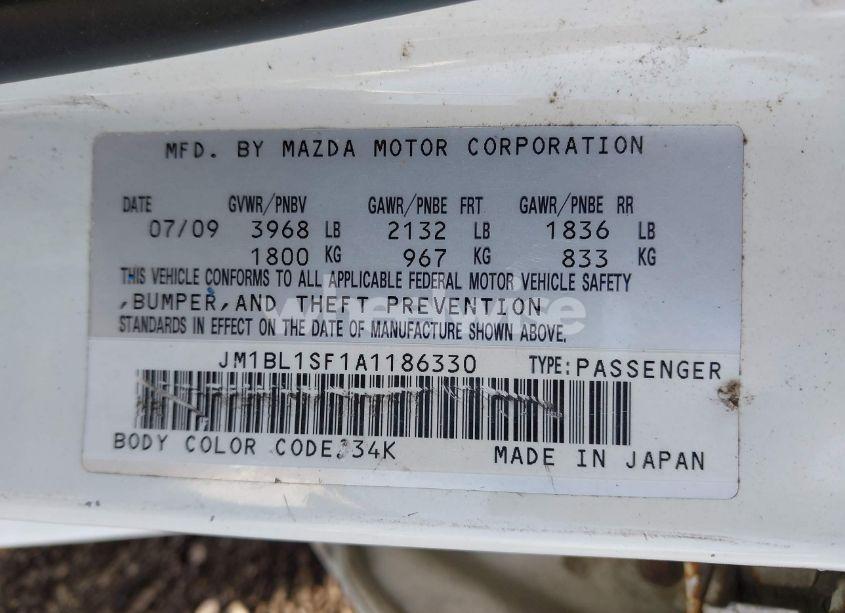 MFD. BY MAZDA MOTOR CORPORATION
DATE GVWR/PNBV GAWR/PNBE FRT GAWR/PNBE RR
07/09 3968 LB 2132 LB 1836 LB
1800 KG 967 KG 833 KG
THIS VEHICLE CONFORMS TO ALL APPLICABLE FEDERAL MOTOR VEHICLE SAFETY
,BUMPER,AND THEFT PREVENTION
STANDARDS IN EFFECT ON THE DATE OF MANUFACTURE SHOWN ABOVE.
JM1BL1SF1A1186330 TYPE:PASSENGER
BODY COLOR CODE:34K MADE IN JAPAN